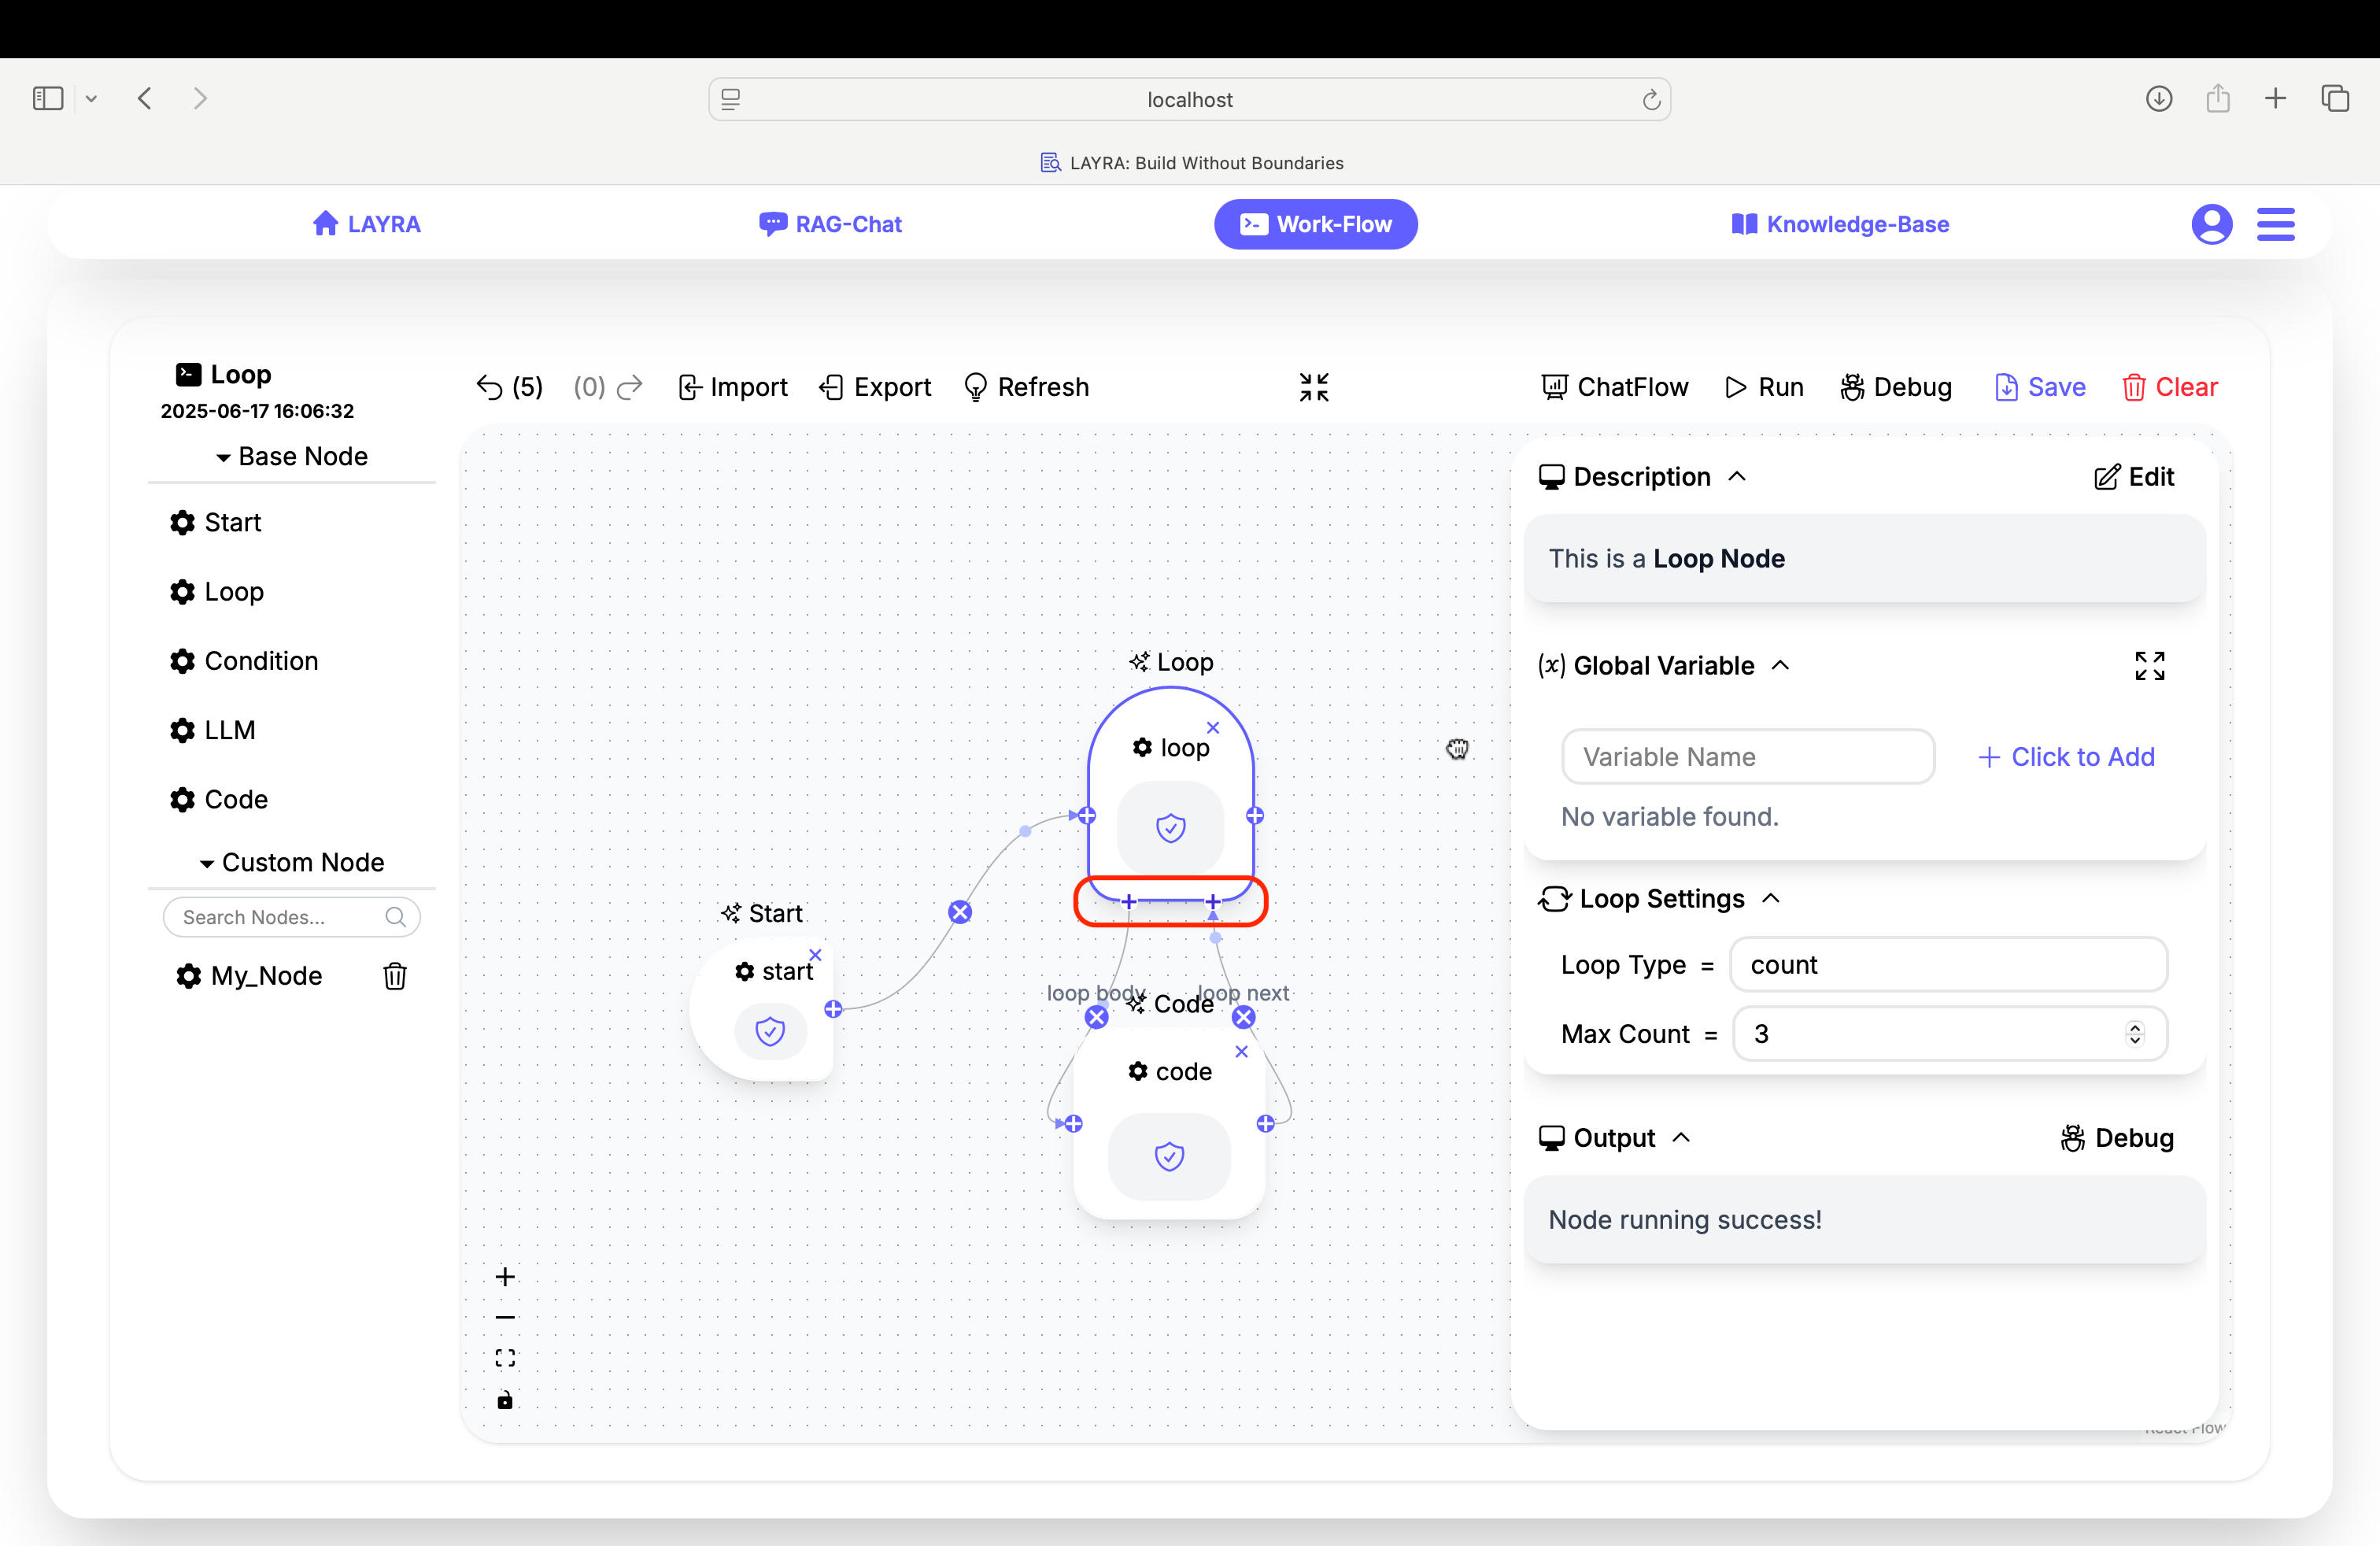 localhost
LAYRA: Build Without Boundaries
LAYRA
RAG-Chat
Work-Flow
Knowledge-Base
Loop
2025-06-17 16:06:32
(5)
(0)
Import
Export
Refresh
ChatFlow
Run
Debug
Save
Clear
Base Node
Start
Loop
Condition
LLM
Code
Custom Node
Search Nodes...
My_Node
Loop
loop
Start
start
loop body
loop next
Code
code
Description
Edit
This is a Loop Node
(x) Global Variable
Variable Name
+ Click to Add
No variable found.
Loop Settings
Loop Type = count
Max Count = 3
Output
Debug
Node running success!
React Flow